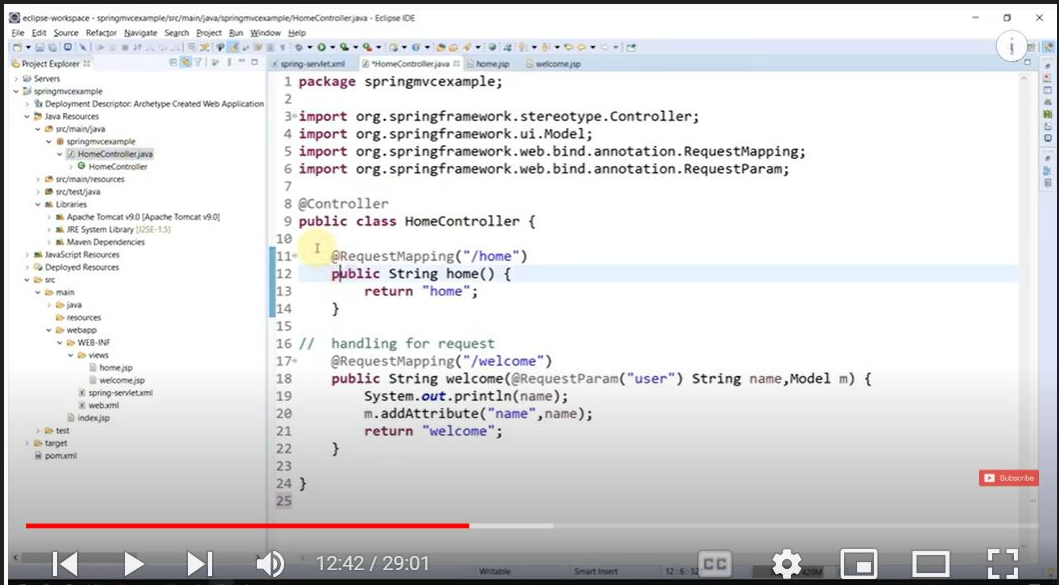 eclipse-workspace - springmvcexample/src/main/java/springmvcexample/HomeController.java - Eclipse IDE
File Edit Source Refactor Navigate Search Project Run Window Help
Project Explorer
spring-servlet.xml *HomeController.java home.jsp welcome.jsp
Servers
springmvcexample
Deployment Descriptor: Archetype Created Web Application
Java Resources
src/main/java
springmvcexample
HomeController.java
HomeController
src/main/resources
src/test/java
Libraries
Apache Tomcat v9.0 [Apache Tomcat v9.0]
JRE System Library [J2SE-1.5]
Maven Dependencies
JavaScript Resources
Deployed Resources
src
main
java
resources
webapp
WEB-INF
views
home.jsp
welcome.jsp
spring-servlet.xml
web.xml
index.jsp
test
target
pom.xml
1 package springmvcexample;
2
3 import org.springframework.stereotype.Controller;
4 import org.springframework.ui.Model;
5 import org.springframework.web.bind.annotation.RequestMapping;
6 import org.springframework.web.bind.annotation.RequestParam;
7
8 @Controller
9 public class HomeController {
10
11 @RequestMapping("/home")
12 public String home() {
13 return "home";
14 }
15
16 // handling for request
17 @RequestMapping("/welcome")
18 public String welcome(@RequestParam("user") String name,Model m) {
19 System.out.println(name);
20 m.addAttribute("name",name);
21 return "welcome";
22 }
23
24 }
25
Subscribe
12:42 / 29:01
CC
Writable Smart Insert